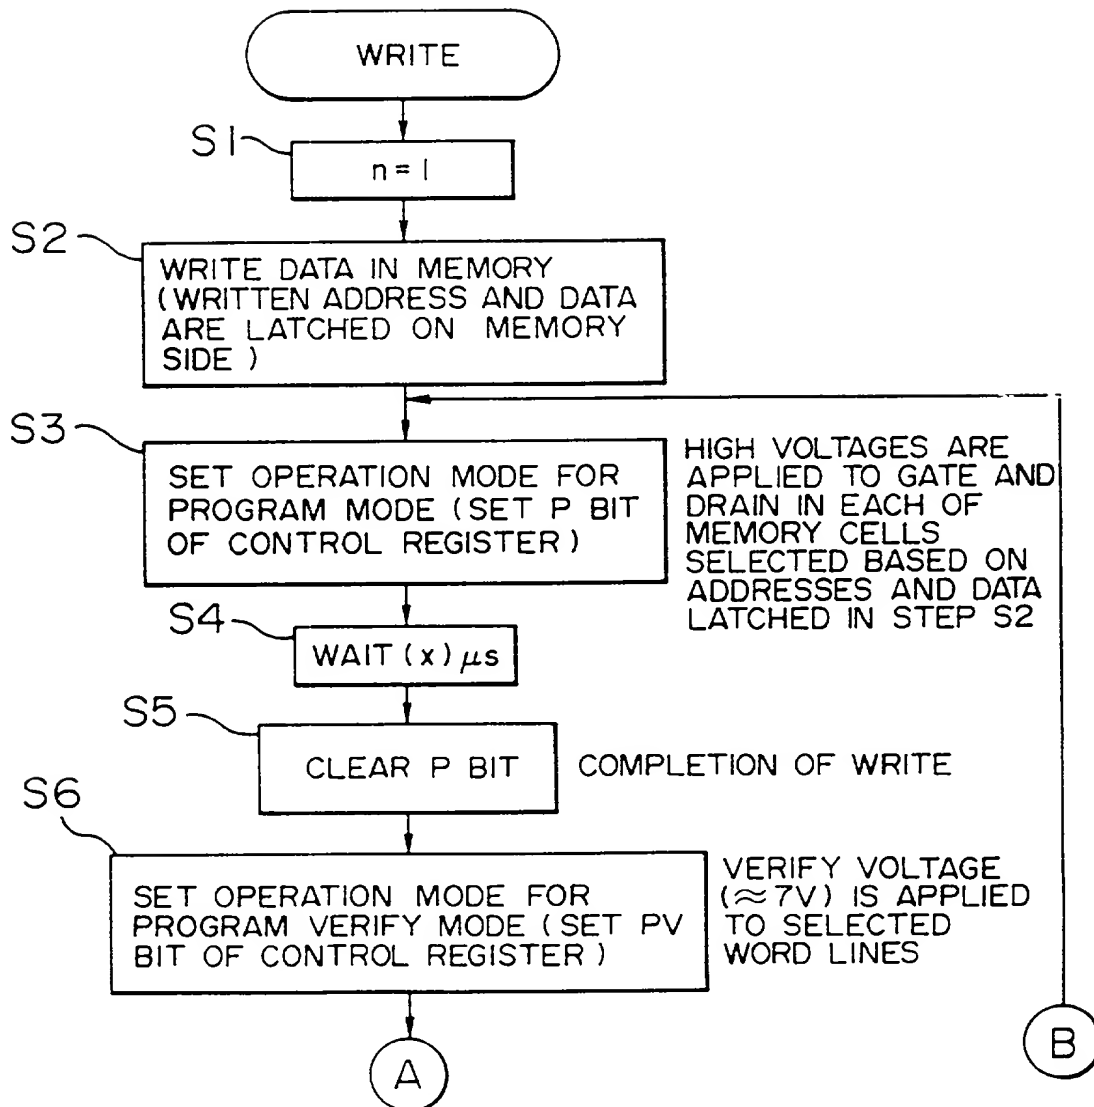 WRITE
S1
n = 1
S2
WRITE DATA IN MEMORY
(WRITTEN ADDRESS AND DATA
ARE LATCHED ON MEMORY
SIDE)
S3
SET OPERATION MODE FOR
PROGRAM MODE (SET P BIT
OF CONTROL REGISTER)
HIGH VOLTAGES ARE
APPLIED TO GATE AND
DRAIN IN EACH OF
MEMORY CELLS
SELECTED BASED ON
ADDRESSES AND DATA
LATCHED IN STEP S2
S4
WAIT (x) μs
S5
CLEAR P BIT
COMPLETION OF WRITE
S6
SET OPERATION MODE FOR
PROGRAM VERIFY MODE (SET PV
BIT OF CONTROL REGISTER)
VERIFY VOLTAGE
(≈7V) IS APPLIED
TO SELECTED
WORD LINES
A
B